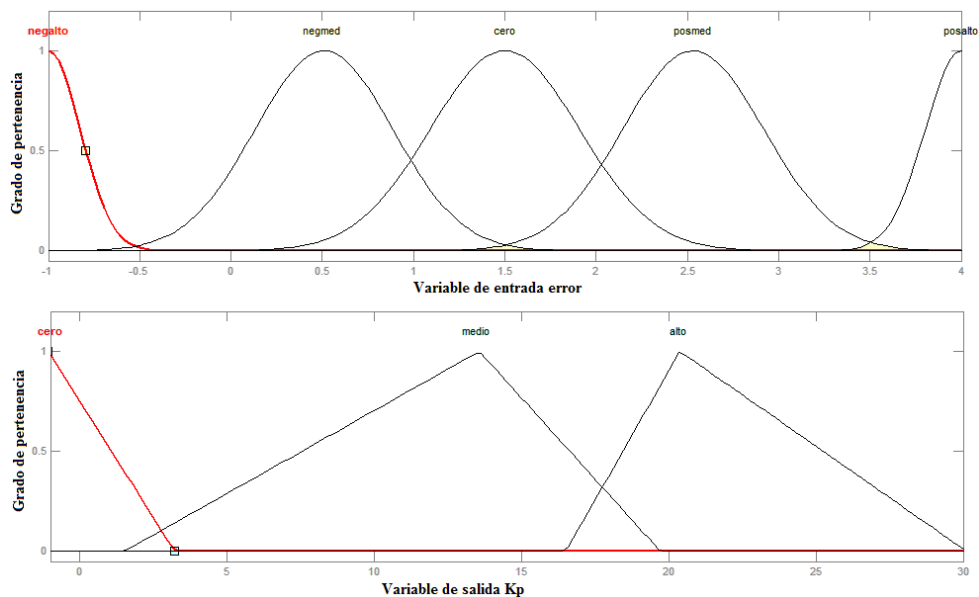 negalto negmed cero posmed posalto
Grado de pertenencia
1
0.5
0
-1 -0.5 0 0.5 1 1.5 2 2.5 3 3.5 4
Variable de entrada error
cero medio alto
Grado de pertenencia
1
0.5
0
0 5 10 15 20 25 30
Variable de salida Kp